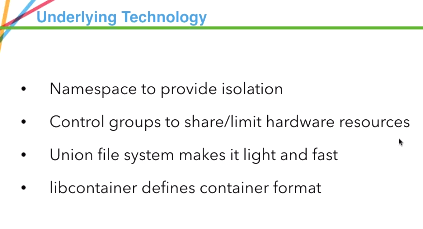 Underlying Technology
• Namespace to provide isolation
• Control groups to share/limit hardware resources
• Union file system makes it light and fast
• libcontainer defines container format